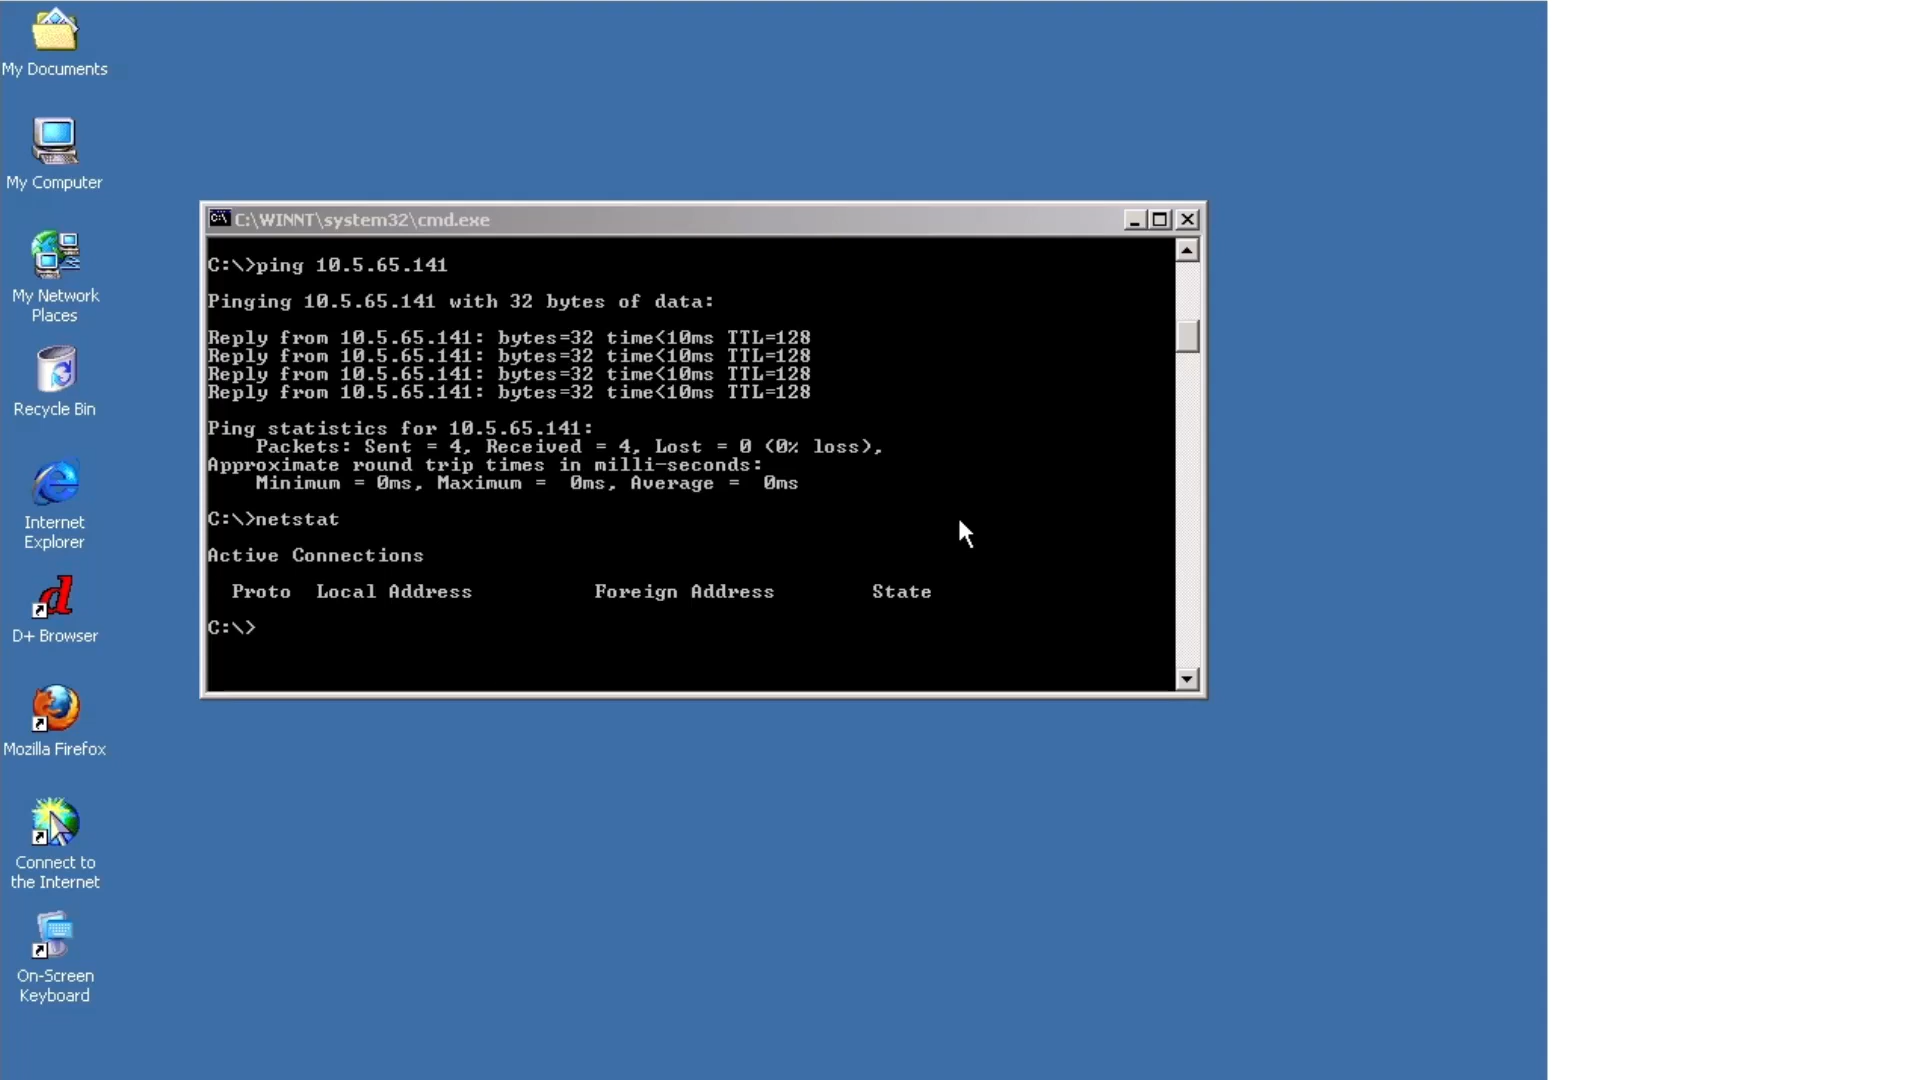 My Documents
My Computer
My Network
Places
Recycle Bin
Internet
Explorer
D+ Browser
Mozilla Firefox
Connect to
the Internet
On-Screen
Keyboard
C:\WINNT\system32\cmd.exe
C:\>ping 10.5.65.141
Pinging 10.5.65.141 with 32 bytes of data:
Reply from 10.5.65.141: bytes=32 time<10ms TTL=128
Reply from 10.5.65.141: bytes=32 time<10ms TTL=128
Reply from 10.5.65.141: bytes=32 time<10ms TTL=128
Reply from 10.5.65.141: bytes=32 time<10ms TTL=128
Ping statistics for 10.5.65.141:
    Packets: Sent = 4, Received = 4, Lost = 0 (0% loss),
Approximate round trip times in milli-seconds:
    Minimum = 0ms, Maximum =  0ms, Average =  0ms
C:\>netstat
Active Connections
  Proto  Local Address          Foreign Address        State
C:\>